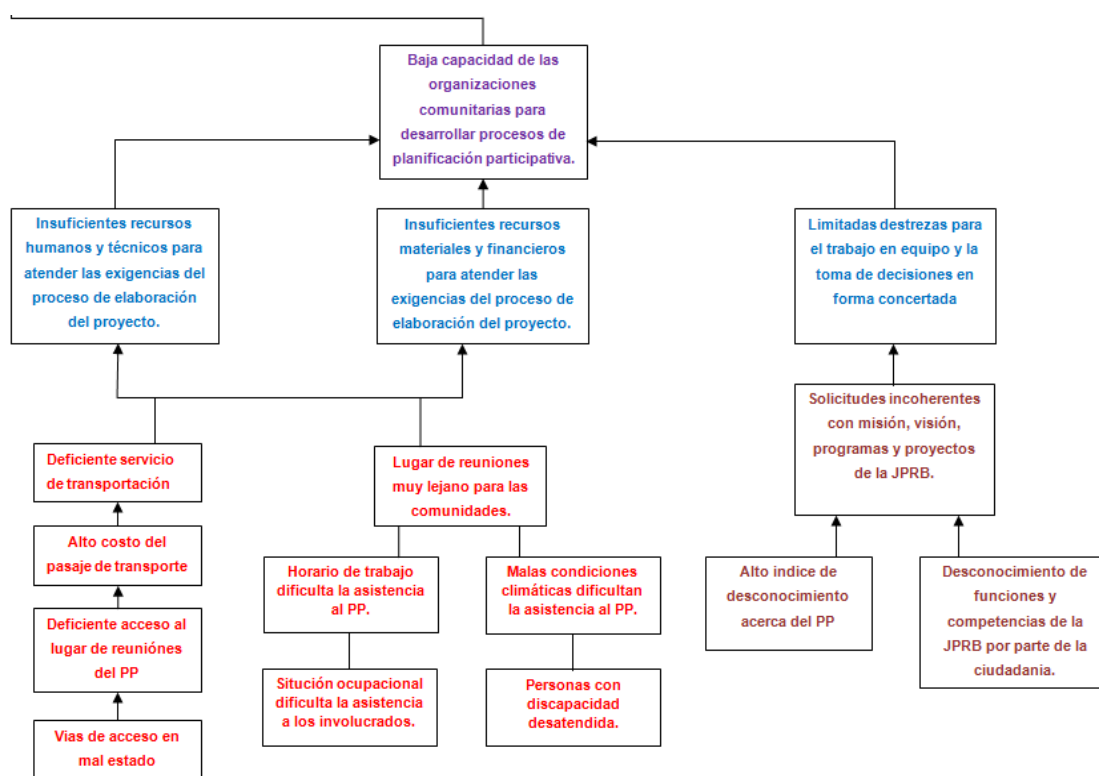 Baja capacidad de las
organizaciones
comunitarias para
desarrollar procesos de
planificación participativa.
Insuficientes recursos
humanos y técnicos para
atender las exigencias del
proceso de elaboración
del proyecto.
Insuficientes recursos
materiales y financieros
para atender las
exigencias del proceso de
elaboración del proyecto.
Limitadas destrezas para
el trabajo en equipo y la
toma de decisiones en
forma concertada
Solicitudes incoherentes
con misión, visión,
programas y proyectos
de la JPRB.
Deficiente servicio
de transportación
Lugar de reuniones
muy lejano para las
comunidades.
Alto costo del
pasaje de transporte
Horario de trabajo
dificulta la asistencia
al PP.
Malas condiciones
climáticas dificultan
la asistencia al PP.
Alto indice de
desconocimiento
acerca del PP
Desconocimiento de
funciones y
competencias de la
JPRB por parte de la
ciudadania.
Deficiente acceso al
lugar de reuniónes
del PP
Situción ocupacional
dificulta la asistencia
a los involucrados.
Personas con
discapacidad
desatendida.
Vias de acceso en
mal estado